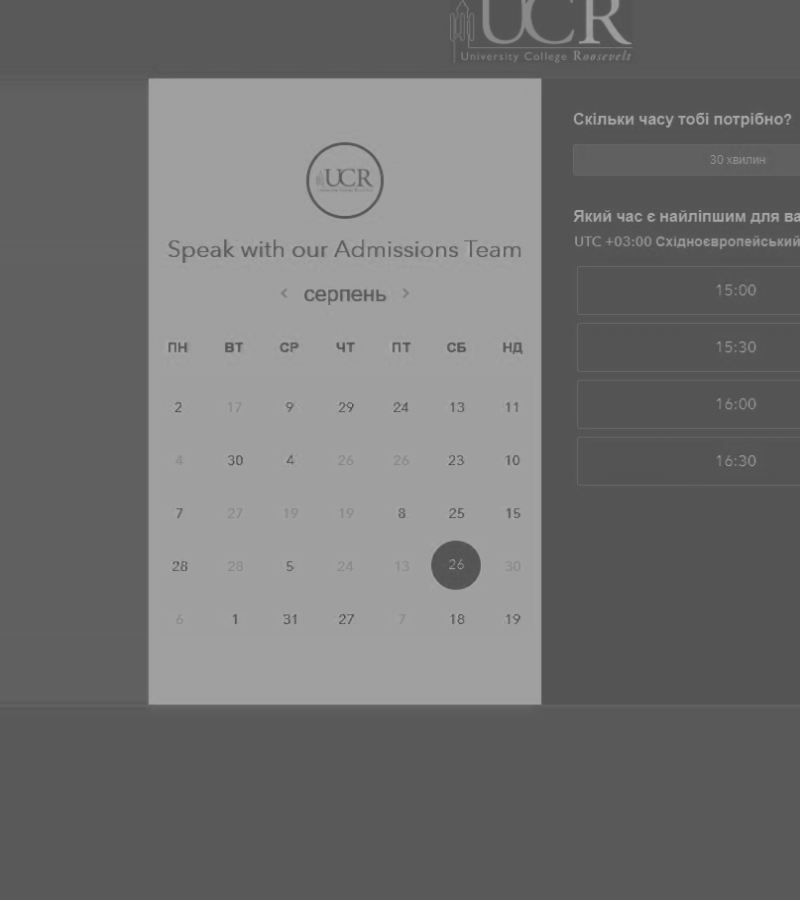 UCR
University College Roosevelt
UCR
Speak with our Admissions Team
< серпень >
ПН ВТ СР ЧТ ПТ СБ НД
2 17 9 29 24 13 11
4 30 4 26 26 23 10
7 27 19 19 8 25 15
28 28 5 24 13 26 30
6 1 31 27 7 18 19
Скільки часу тобі потрібно?
30 хвилин
Який час є найліпшим для ва
UTC +03:00 Східноєвропейський
15:00
15:30
16:00
16:30